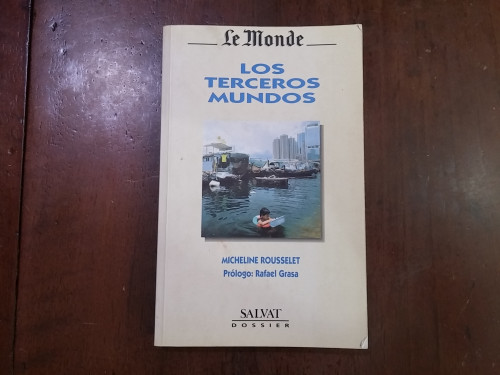 Le Monde
LOS
TERCEROS
MUNDOS
MICHELINE ROUSSELET
Prólogo: Rafael Grasa
SALVAT
DOSSIER